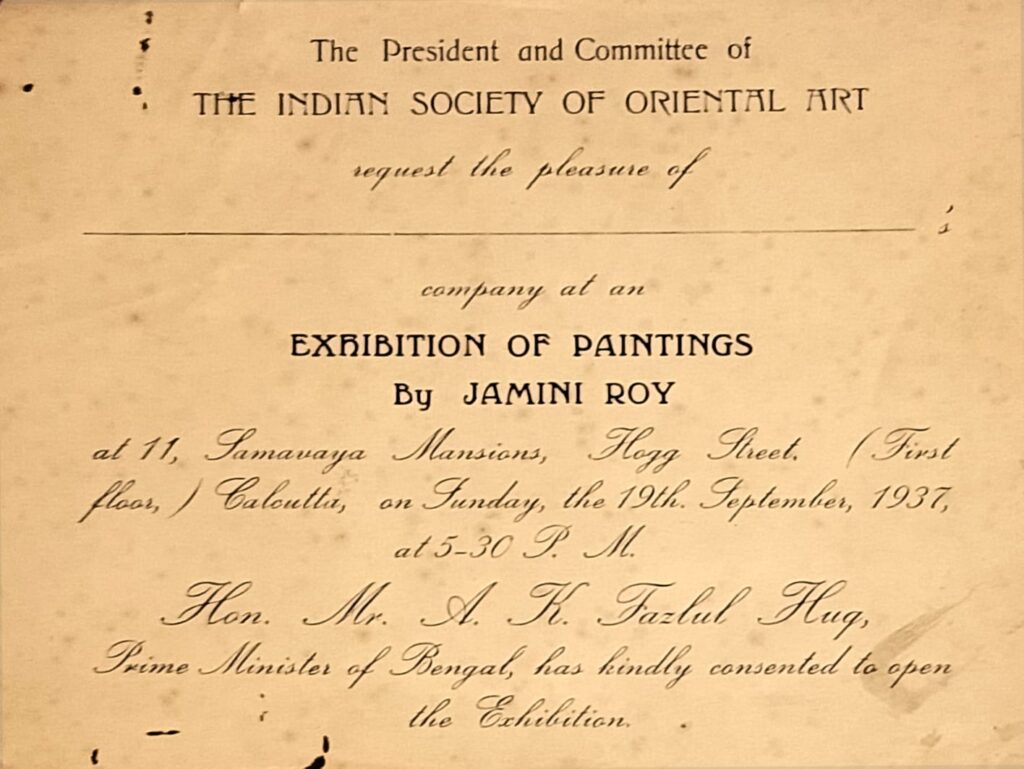 The President and Committee of
THE INDIAN SOCIETY OF ORIENTAL ART
request the pleasure of
's
company at an
EXHIBITION OF PAINTINGS
By JAMINI ROY
at 11, Samavaya Mansions, Hogg Street. (First
floor,) Calcutta, on Sunday, the 19th. September, 1937,
at 5-30 P. M.
Hon. Mr. A. K. Fazlul Huq,
Prime Minister of Bengal, has kindly consented to open
the Exhibition.